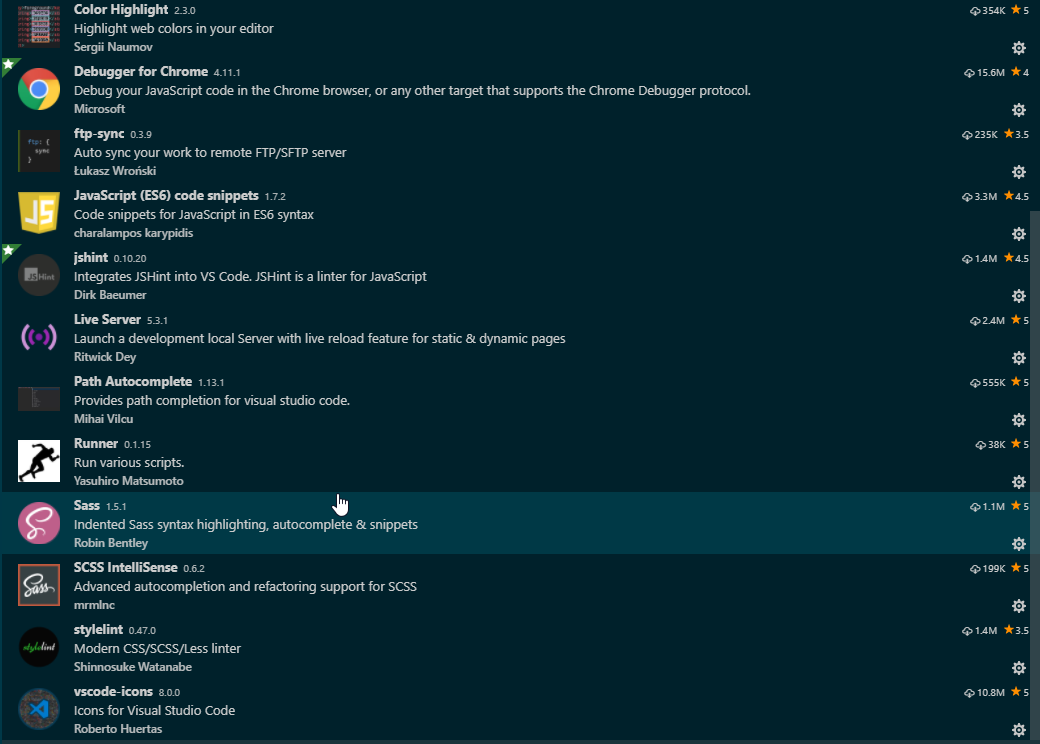 Color Highlight 2.3.0 354K 5
Highlight web colors in your editor
Sergii Naumov
Debugger for Chrome 4.11.1 15.6M 4
Debug your JavaScript code in the Chrome browser, or any other target that supports the Chrome Debugger protocol.
Microsoft
ftp: {
sync
}
ftp-sync 0.3.9 235K 3.5
Auto sync your work to remote FTP/SFTP server
Łukasz Wroński
JS
JavaScript (ES6) code snippets 1.7.2 3.3M 4.5
Code snippets for JavaScript in ES6 syntax
charalampos karypidis
JSHint
jshint 0.10.20 1.4M 4.5
Integrates JSHint into VS Code. JSHint is a linter for JavaScript
Dirk Baeumer
Live Server 5.3.1 2.4M 5
Launch a development local Server with live reload feature for static & dynamic pages
Ritwick Dey
Path Autocomplete 1.13.1 555K 5
Provides path completion for visual studio code.
Mihai Vilcu
Runner 0.1.15 38K 5
Run various scripts.
Yasuhiro Matsumoto
Sass 1.5.1 1.1M 5
Indented Sass syntax highlighting, autocomplete & snippets
Robin Bentley
Sass
SCSS IntelliSense 0.6.2 199K 5
Advanced autocompletion and refactoring support for SCSS
mrmlnc
stylelint
stylelint 0.47.0 1.4M 3.5
Modern CSS/SCSS/Less linter
Shinnosuke Watanabe
vscode-icons 8.0.0 10.8M 5
Icons for Visual Studio Code
Roberto Huertas